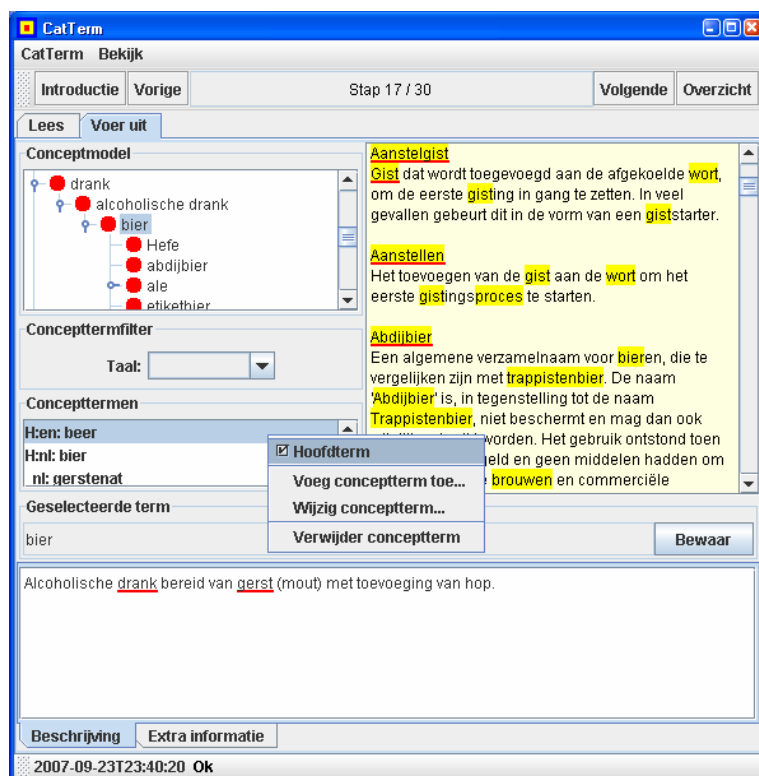 CatTerm
CatTerm Bekijk
Introductie Vorige Stap 17 / 30 Volgende Overzicht
Lees Voer uit
Conceptmodel
drank
alcoholische drank
bier
Hefe
abdijbier
ale
etiketbier
Concepttermfilter
Taal:
Concepttermen
H:en: beer
H:nl: bier
nl: gerstenat
Aanstelgist
Gist dat wordt toegevoegd aan de afgekoelde wort,
om de eerste gisting in gang te zetten. In veel
gevallen gebeurt dit in de vorm van een giststarter.
Aanstellen
Het toevoegen van de gist aan de wort om het
eerste gistingsproces te starten.
Abdijbier
Een algemene verzamelnaam voor bieren, die te
vergelijken zijn met trappistenbier. De naam
'Abdijbier' is, in tegenstelling tot de naam
Trappistenbier, niet beschermt en mag dan ook
worden. Het gebruik ontstond toen
geld en geen middelen hadden om
brouwen en commerciële
Hoofdterm
Voeg conceptterm toe...
Wijzig conceptterm...
Verwijder conceptterm
Geselecteerde term
bier Bewaar
Alcoholische drank bereid van gerst (mout) met toevoeging van hop.
Beschrijving Extra informatie
2007-09-23T23:40:20 Ok